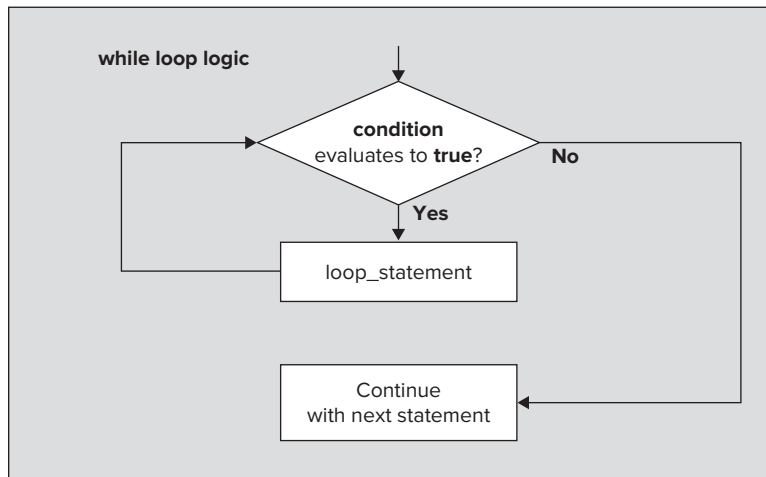 while loop logic
condition
evaluates to true?
No
Yes
loop_statement
Continue
with next statement